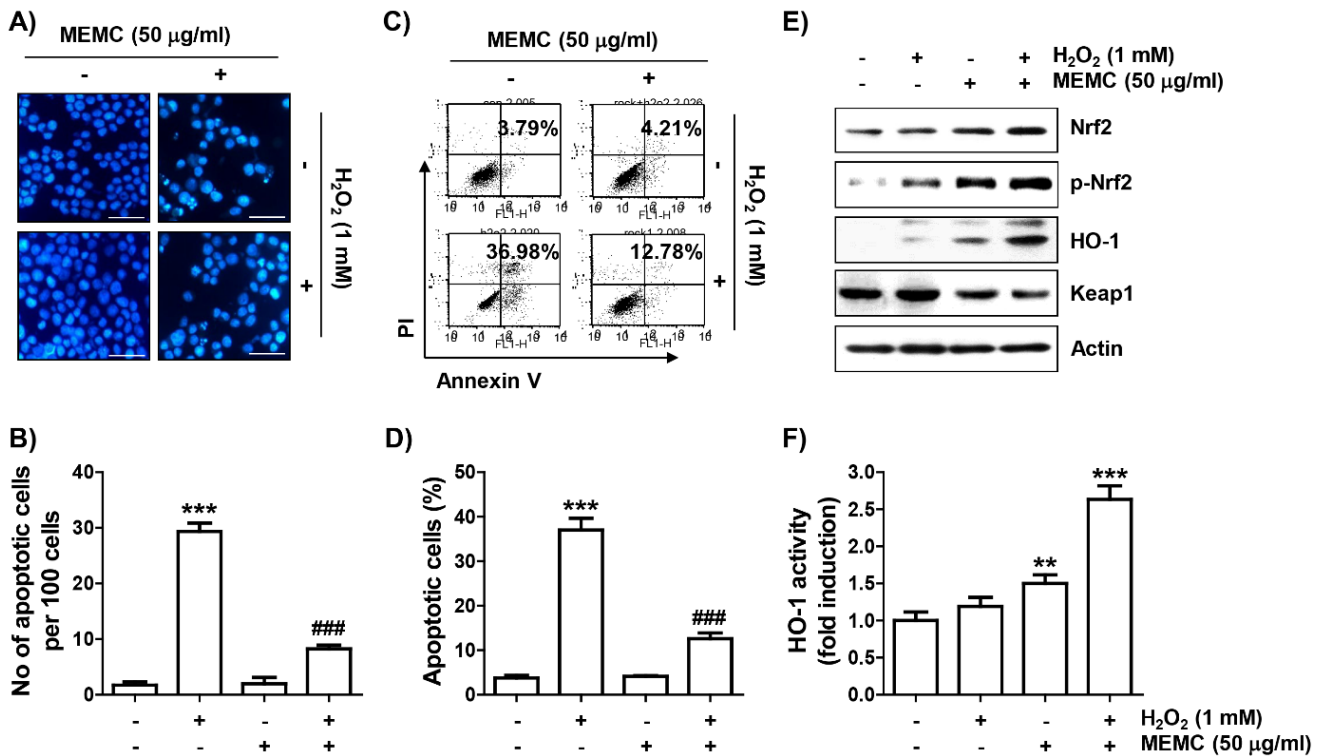 A)
MEMC (50 μg/ml)
- +
-
+
H₂O₂ (1 mM)
B)
No of apoptotic cells
per 100 cells
40
30
20
10
0
***
###
- + - +
- - + +
C)
MEMC (50 μg/ml)
- +
3.79%
4.21%
36.98%
12.78%
FL1-H
FL1-H
FL1-H
FL1-H
-
+
H₂O₂ (1 mM)
PI
Annexin V
D)
Apoptotic cells (%)
50
40
30
20
10
0
***
###
- + - +
- - + +
E)
- + - + H₂O₂ (1 mM)
- - + + MEMC (50 μg/ml)
Nrf2
p-Nrf2
HO-1
Keap1
Actin
F)
HO-1 activity
(fold induction)
3.0
2.5
2.0
1.5
1.0
0.5
0.0
**
***
- + - + H₂O₂ (1 mM)
- - + + MEMC (50 μg/ml)